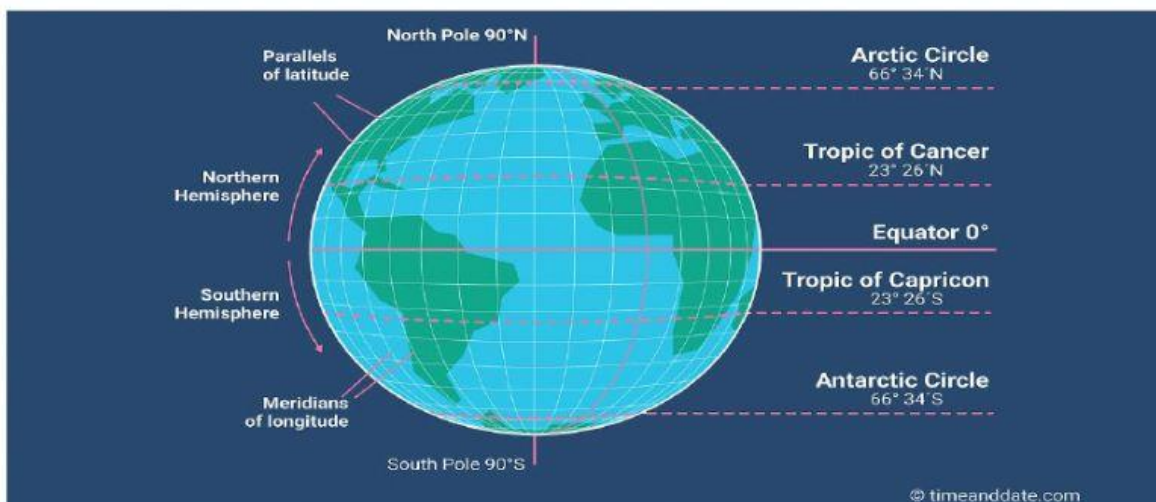 North Pole 90°N
Parallels
of latitude
Arctic Circle
66° 34´N
Tropic of Cancer
23° 26´N
Northern
Hemisphere
Equator 0°
Tropic of Capricon
23° 26´S
Southern
Hemisphere
Antarctic Circle
66° 34´S
Meridians
of longitude
South Pole 90°S
© timeanddate.com